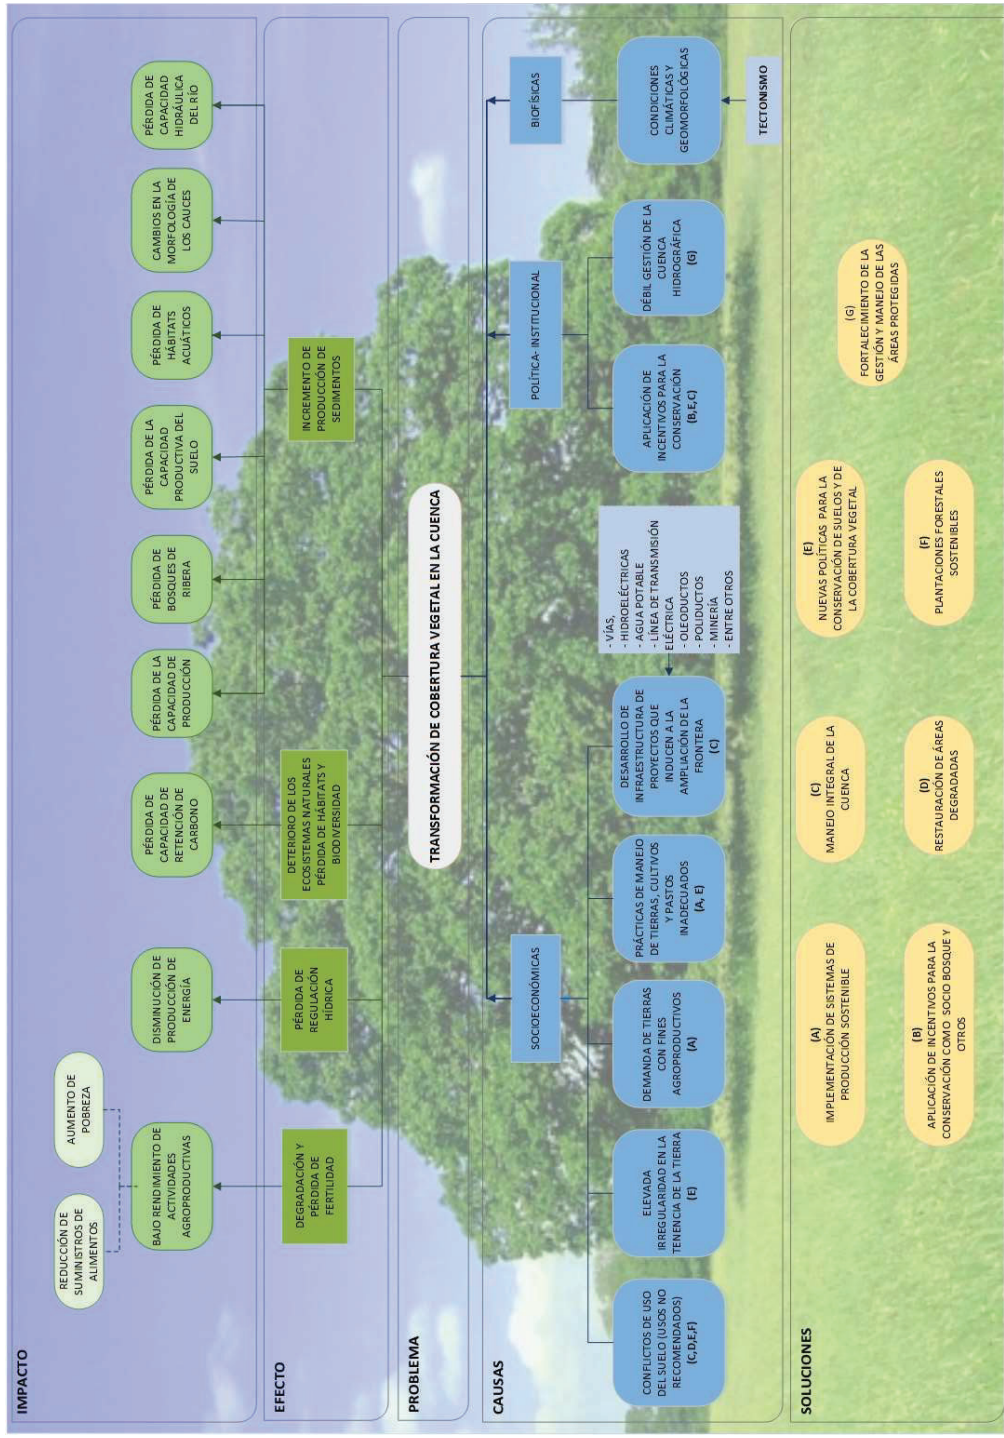 IMPACTO
REDUCCIÓN DE
SUMINISTROS DE
ALIMENTOS
AUMENTO DE
POBREZA
BAJO RENDIMIENTO DE
ACTIVIDADES
AGROPRODUCTIVAS
DISMINUCIÓN DE
PRODUCCIÓN DE
ENERGÍA
PÉRDIDA DE
CAPACIDAD DE
RETENCIÓN DE
CARBONO
PÉRDIDA DE LA
CAPACIDAD DE
PRODUCCIÓN
PÉRDIDA DE
BOSQUES DE
RIBERA
PÉRDIDA DE LA
CAPACIDAD
PRODUCTIVA DEL
SUELO
PÉRDIDA DE
HÁBITATS
ACUÁTICOS
CAMBIOS EN LA
MORFOLOGÍA DE
LOS CAUCES
PÉRDIDA DE
CAPACIDAD
HIDRÁULICA
DEL RÍO
EFECTO
DEGRADACIÓN Y
PÉRDIDA DE
FERTILIDAD
PÉRDIDA DE
REGULACIÓN
HÍDRICA
DETERIORO DE LOS
ECOSISTEMAS NATURALES
PÉRDIDA DE HÁBITATS Y
BIODIVERSIDAD
INCREMENTO DE
PRODUCCIÓN DE
SEDIMENTOS
PROBLEMA
TRANSFORMACIÓN DE COBERTURA VEGETAL EN LA CUENCA
CAUSAS
SOCIOECONÓMICAS
POLÍTICA- INSTITUCIONAL
BIOFÍSICAS
CONFLICTOS DE USO
DEL SUELO (USOS NO
RECOMENDADOS)
(C,D,E,F)
ELEVADA
IRREGULARIDAD EN LA
TENENCIA DE LA TIERRA
(E)
DEMANDA DE TIERRAS
CON FINES
AGROPRODUCTIVOS
(A)
PRÁCTICAS DE MANEJO
DE TIERRAS, CULTIVOS
Y PASTOS
INADECUADOS
(A, E)
DESARROLLO DE
INFRAESTRUCTURA DE
PROYECTOS QUE
INDUCEN A LA
AMPLIACIÓN DE LA
FRONTERA
(C)
- VÍAS,
- HIDROELÉCTRICAS
- AGUA POTABLE
- LÍNEA DE TRANSMISIÓN
ELÉCTRICA
- OLEODUCTOS
- POLIDUCTOS
- MINERÍA
- ENTRE OTROS
APLICACIÓN DE
INCENTIVOS PARA LA
CONSERVACIÓN
(B,E,C)
DÉBIL GESTIÓN DE LA
CUENCA
HIDROGRÁFICA
(G)
CONDICIONES
CLIMÁTICAS Y
GEOMORFOLÓGICAS
TECTONISMO
SOLUCIONES
(A)
IMPLEMENTACIÓN DE SISTEMAS DE
PRODUCCIÓN SOSTENIBLE
(B)
APLICACIÓN DE INCENTIVOS PARA LA
CONSERVACIÓN COMO SOCIO BOSQUE Y
OTROS
(C)
MANEJO INTEGRAL DE LA
CUENCA
(D)
RESTAURACIÓN DE ÁREAS
DEGRADADAS
(E)
NUEVAS POLÍTICAS PARA LA
CONSERVACIÓN DE SUELOS Y DE
LA COBERTURA VEGETAL
(F)
PLANTACIONES FORESTALES
SOSTENIBLES
(G)
FORTALECIMIENTO DE LA
GESTIÓN Y MANEJO DE LAS
ÁREAS PROTEGIDAS